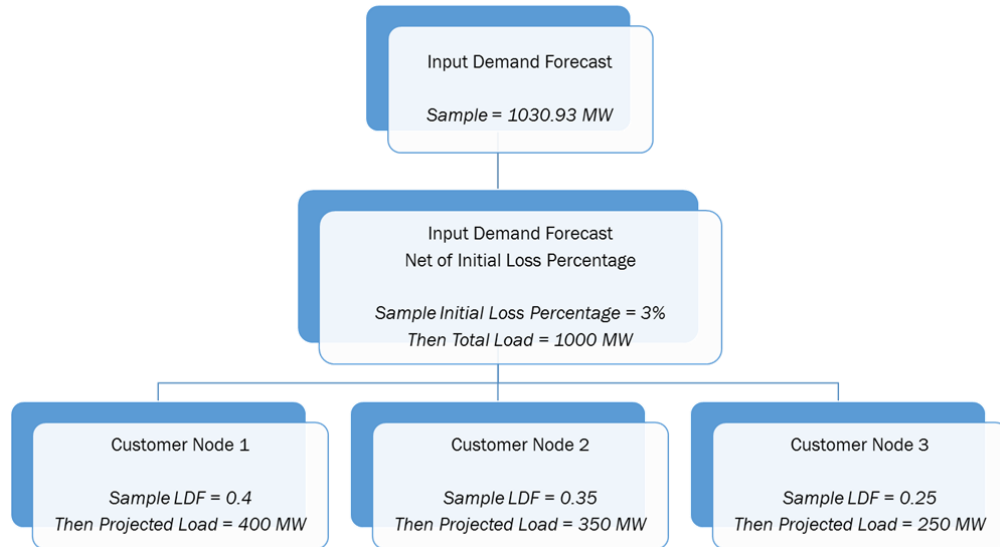 Input Demand Forecast
Sample = 1030.93 MW
Input Demand Forecast
Net of Initial Loss Percentage
Sample Initial Loss Percentage = 3%
Then Total Load = 1000 MW
Customer Node 1
Sample LDF = 0.4
Then Projected Load = 400 MW
Customer Node 2
Sample LDF = 0.35
Then Projected Load = 350 MW
Customer Node 3
Sample LDF = 0.25
Then Projected Load = 250 MW